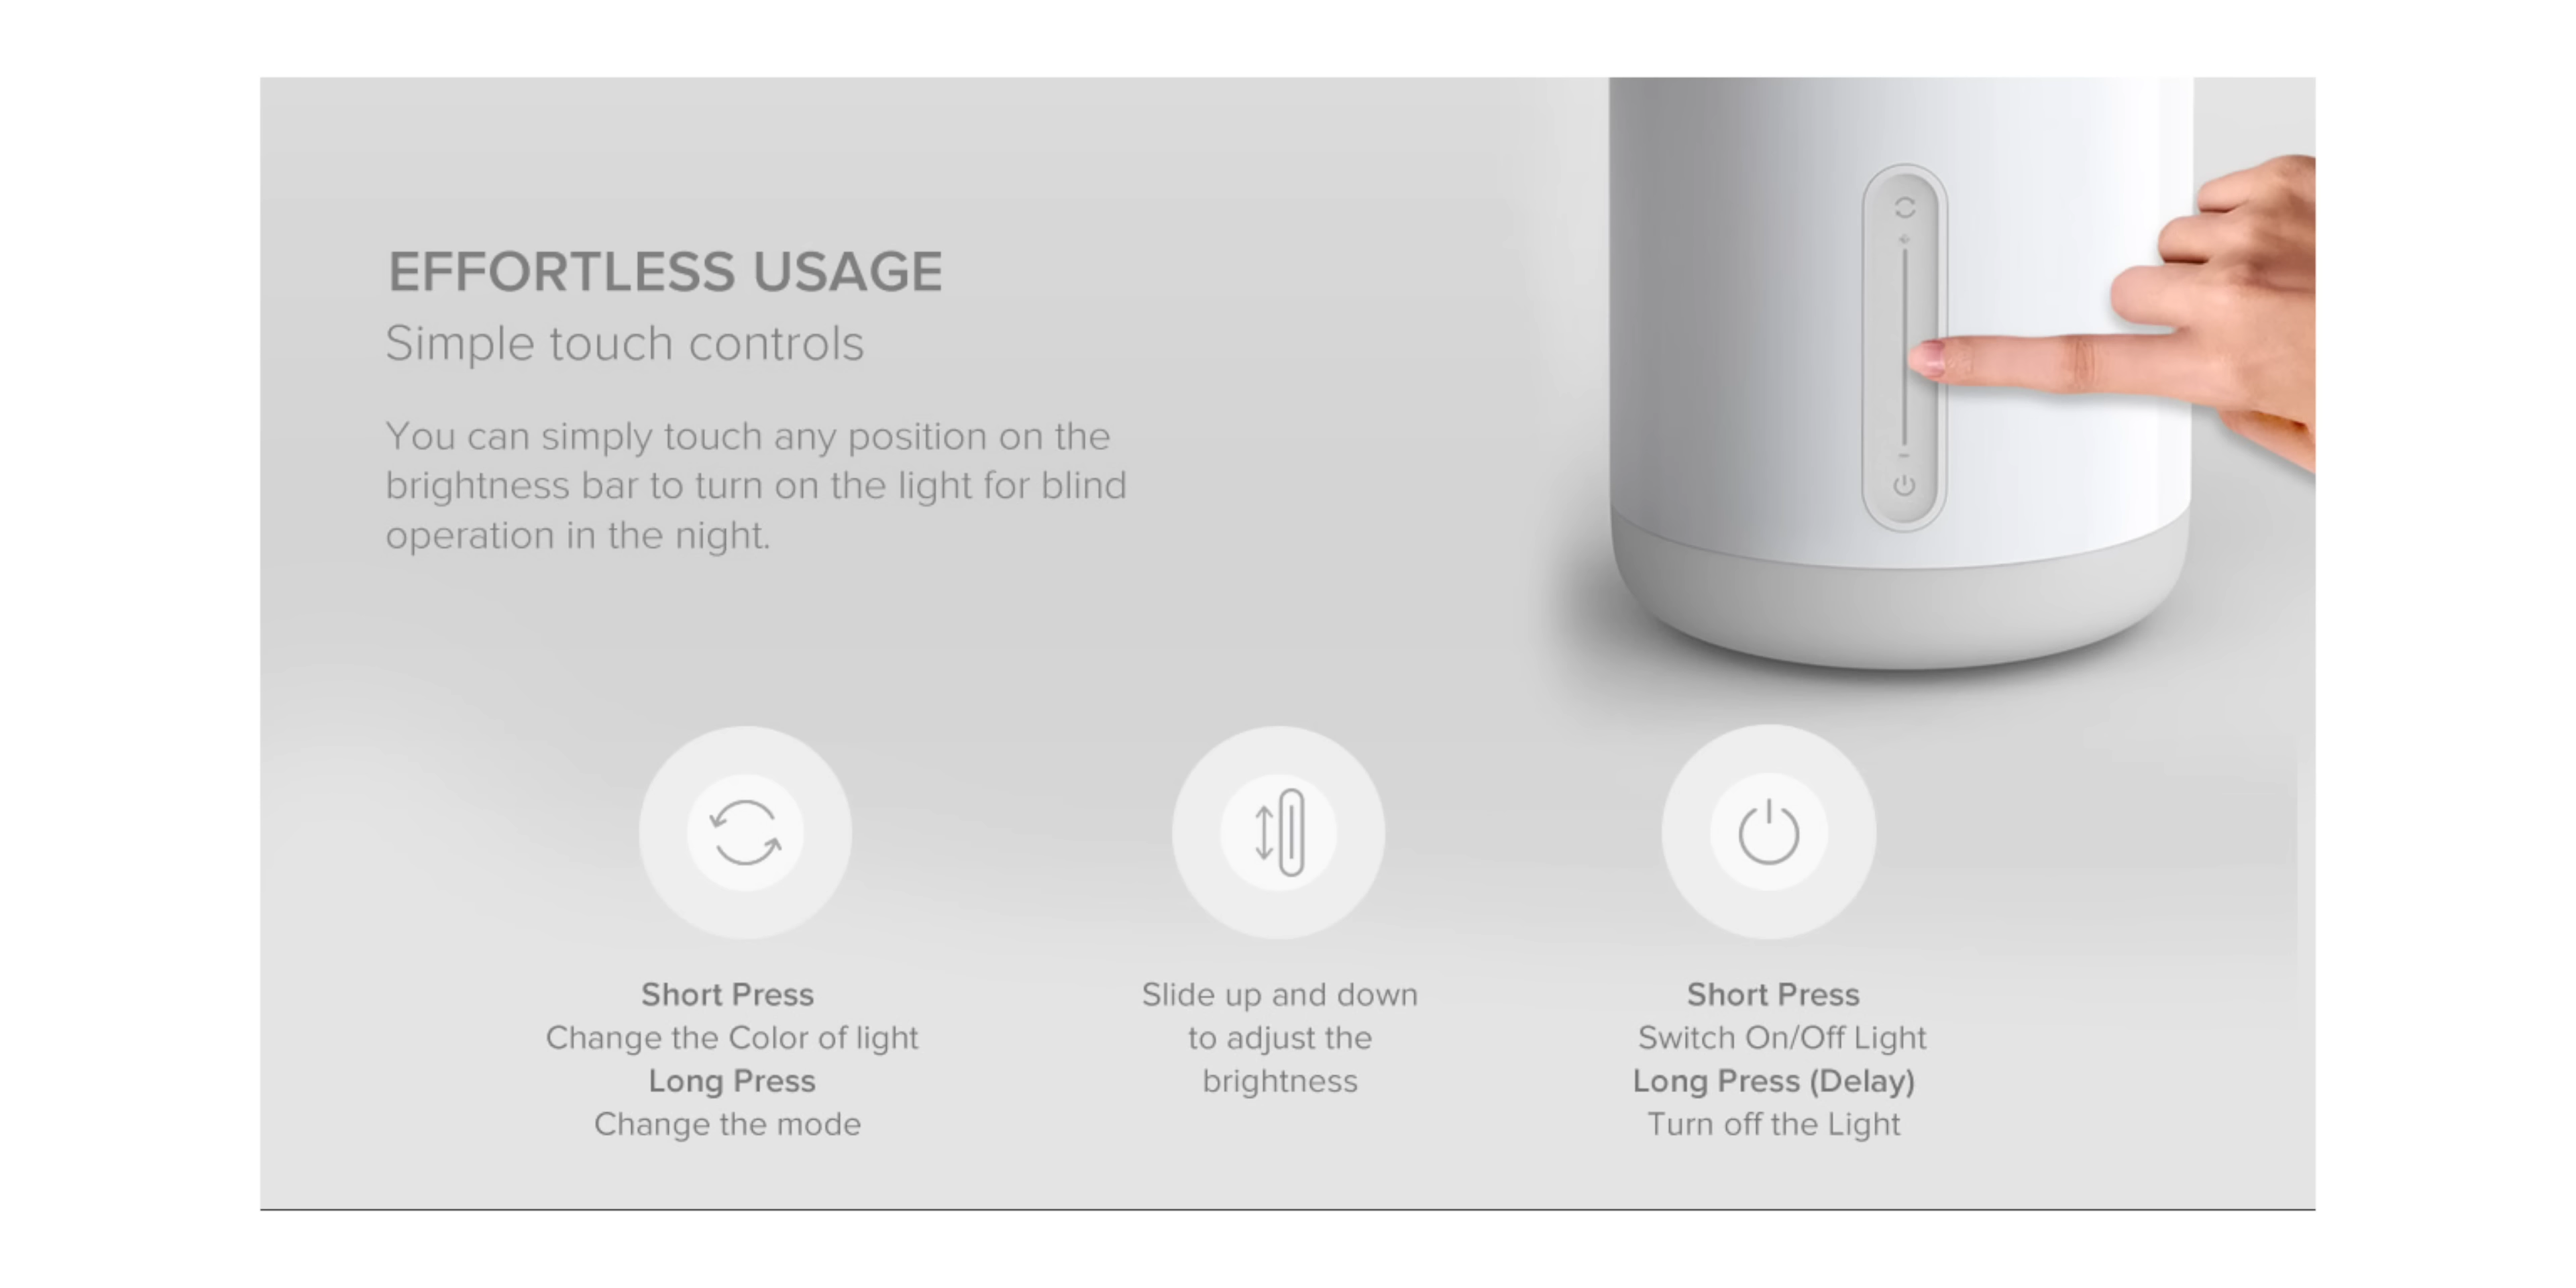 EFFORTLESS USAGE
Simple touch controls
You can simply touch any position on the
brightness bar to turn on the light for blind
operation in the night.
Short Press
Change the Color of light
Long Press
Change the mode
Slide up and down
to adjust the
brightness
Short Press
Switch On/Off Light
Long Press (Delay)
Turn off the Light